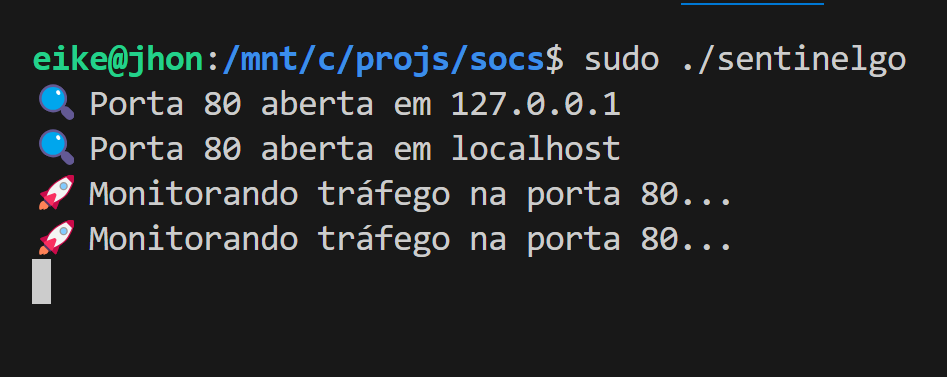 eike@jhon:/mnt/c/projs/socs$ sudo ./sentinelgo
🔍 Porta 80 aberta em 127.0.0.1
🔍 Porta 80 aberta em localhost
🚀 Monitorando tráfego na porta 80...
🚀 Monitorando tráfego na porta 80...